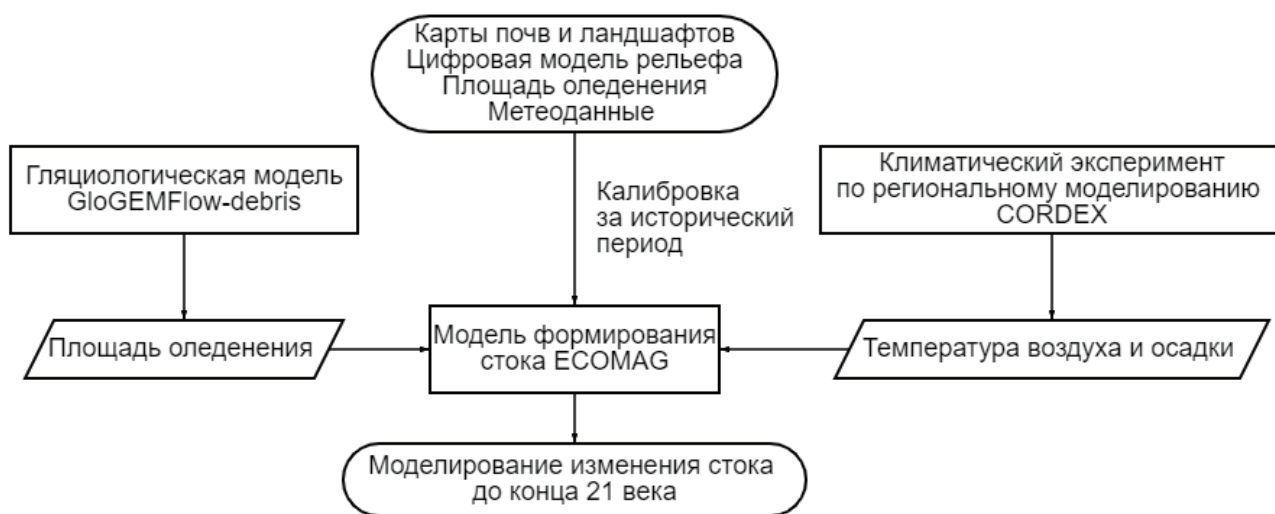 Карты почв и ландшафтов
Цифровая модель рельефа
Площадь оледенения
Метеоданные
Гляциологическая модель
GloGEMFlow-debris
Калибровка
за исторический
период
Климатический эксперимент
по региональному моделированию
CORDEX
Площадь оледенения
Модель формирования
стока ECOMAG
Температура воздуха и осадки
Моделирование изменения стока
до конца 21 века